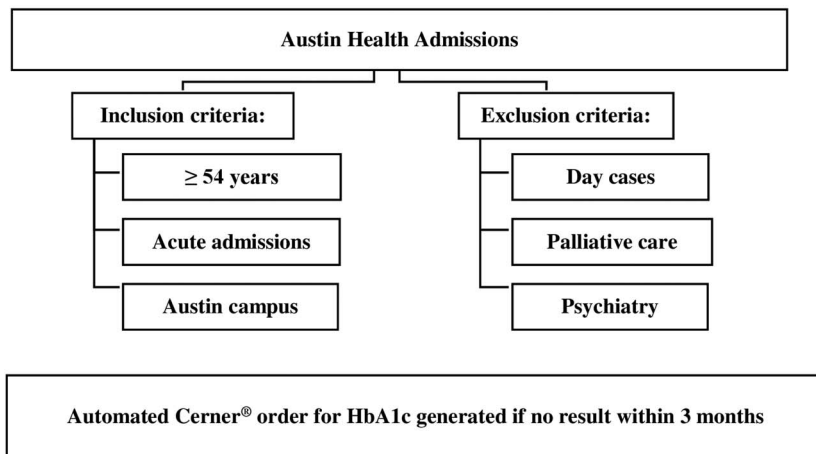 Austin Health Admissions
Inclusion criteria:
≥ 54 years
Acute admissions
Austin campus
Exclusion criteria:
Day cases
Palliative care
Psychiatry
Automated Cerner® order for HbA1c generated if no result within 3 months